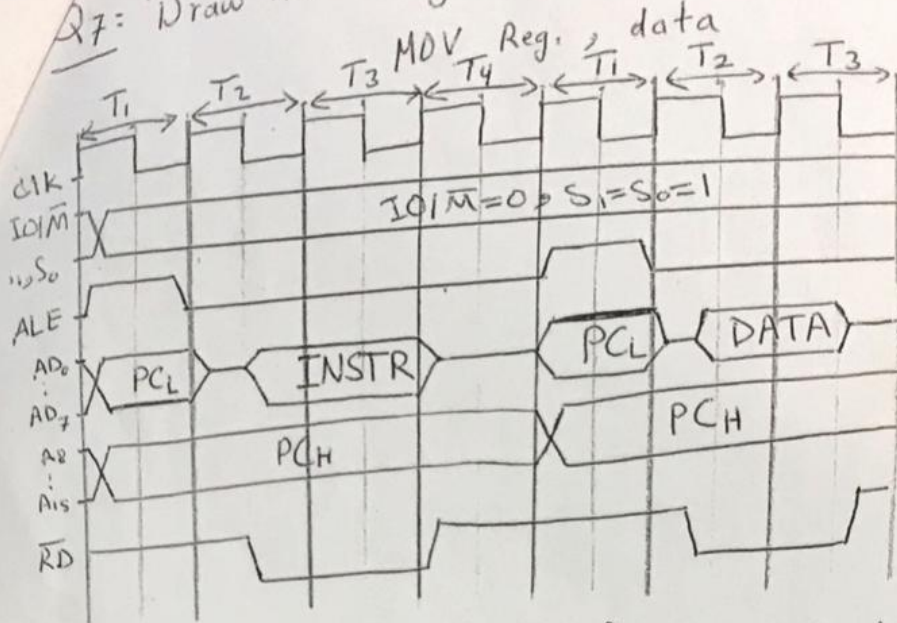 Q7: Draw
MOV Reg., data
T₁ T₂ T₃ T₄ T₁ T₂ T₃
CLK
IO/M̅
IO/M̅=0, S₁=S₀=1
,S₀
ALE
AD₀
PCL INSTR PCL DATA
AD₇
A8
PCH PCH
A15
R̅D̅